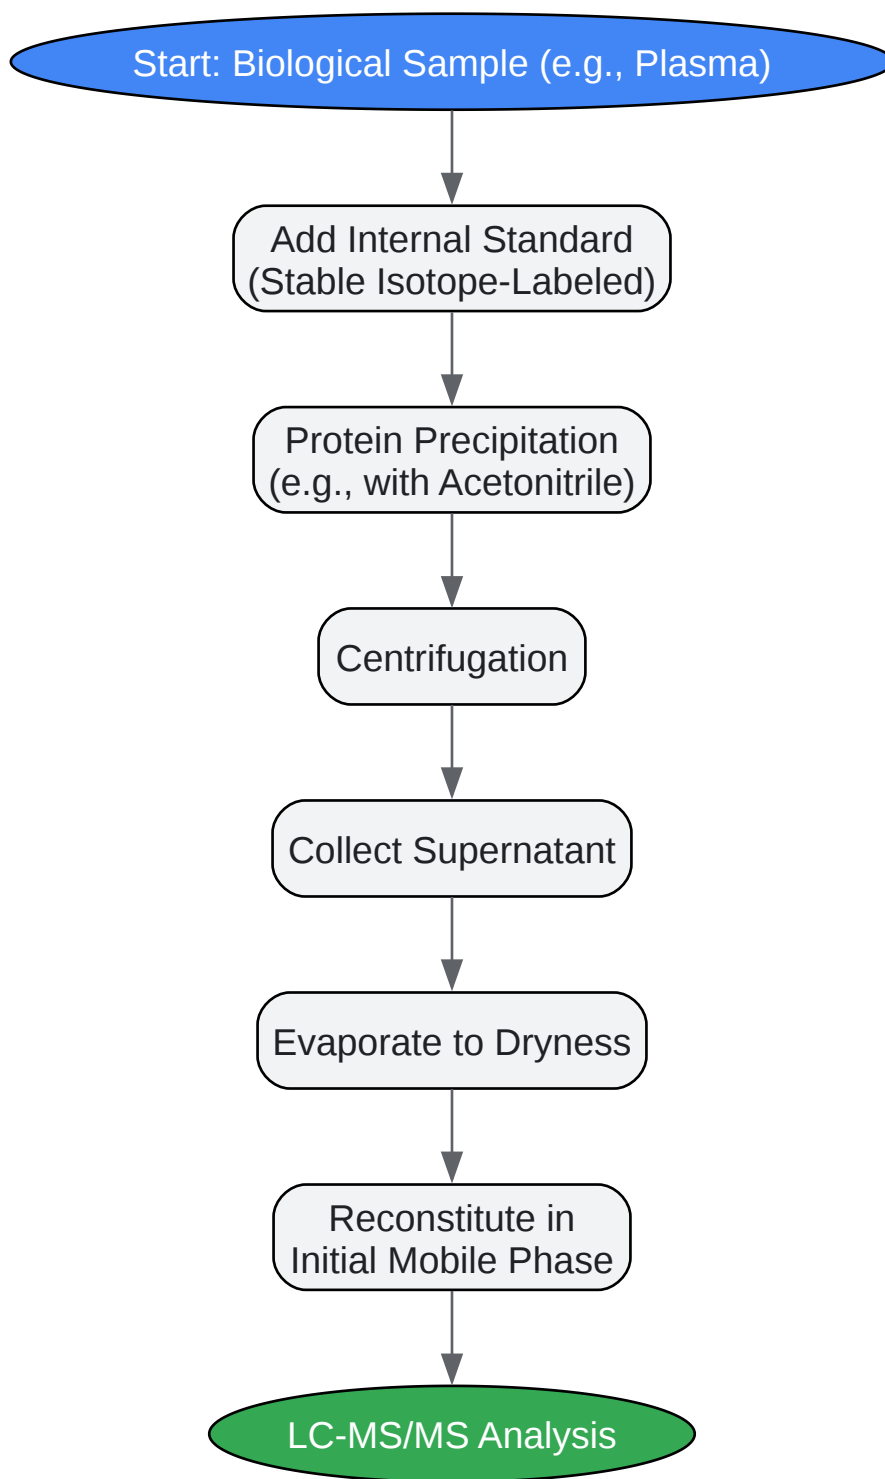 Start: Biological Sample (e.g., Plasma)
Add Internal Standard
(Stable Isotope-Labeled)
Protein Precipitation
(e.g., with Acetonitrile)
Centrifugation
Collect Supernatant
Evaporate to Dryness
Reconstitute in
Initial Mobile Phase
LC-MS/MS Analysis